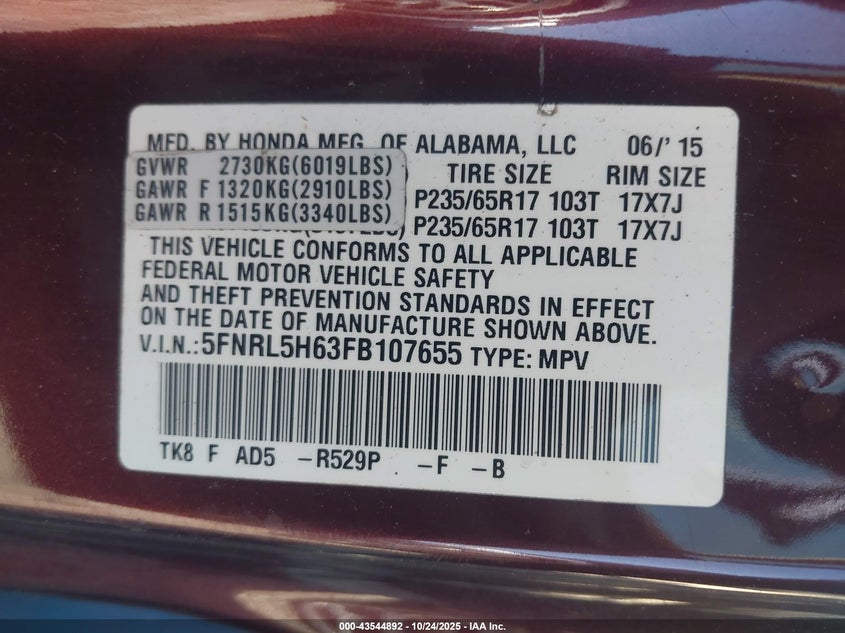 MFD. BY HONDA MFG. OF ALABAMA, LLC 06/' 15
GVWR 2730KG(6019LBS) TIRE SIZE RIM SIZE
GAWR F 1320KG(2910LBS) P235/65R17 103T 17X7J
GAWR R 1515KG(3340LBS) P235/65R17 103T 17X7J
THIS VEHICLE CONFORMS TO ALL APPLICABLE
FEDERAL MOTOR VEHICLE SAFETY
AND THEFT PREVENTION STANDARDS IN EFFECT
ON THE DATE OF MANUFACTURE SHOWN ABOVE.
V.I.N.:5FNRL5H63FB107655 TYPE: MPV
TK8 F AD5 -R529P -F -B
000-43544892 | 10/24/2025 - IAA Inc.